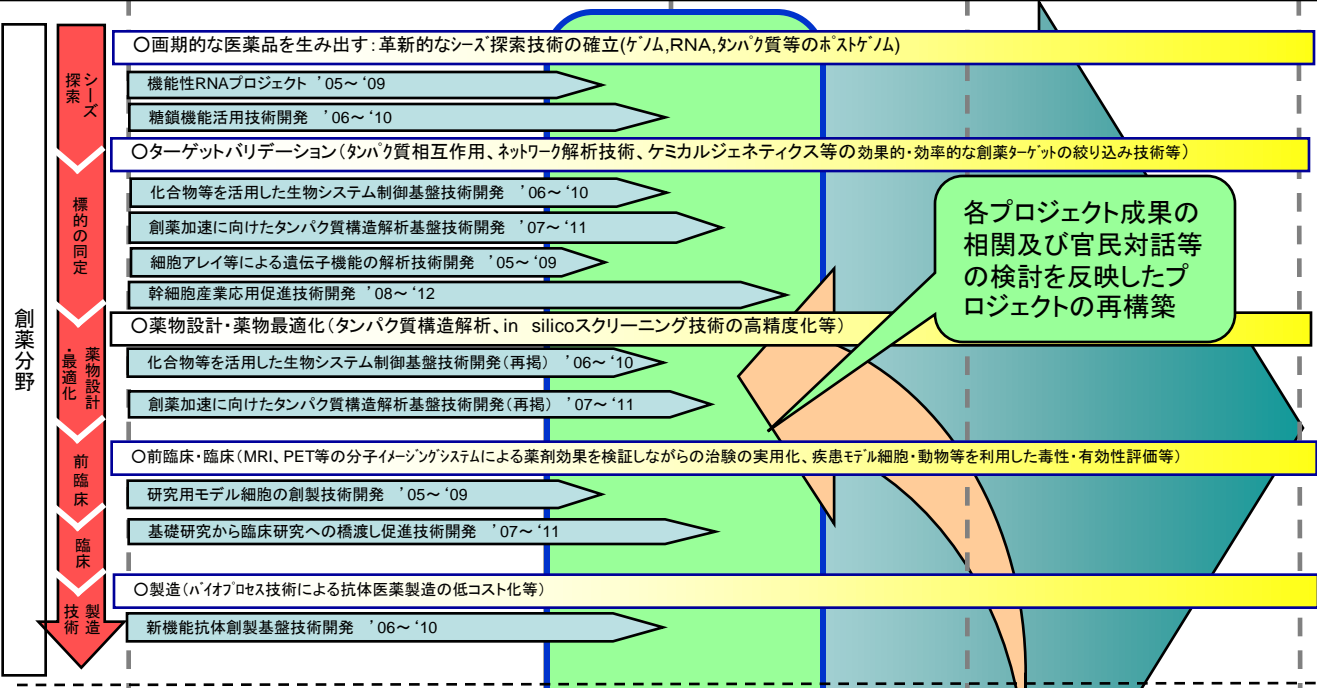 創薬分野
シーズ
探索
○画期的な医薬品を生み出す：革新的なｼｰｽﾞ探索技術の確立(ｹﾞﾉﾑ,RNA,ﾀﾝﾊﾟｸ質等のﾎﾟｽﾄｹﾞﾉﾑ)
機能性RNAプロジェクト ’05～‘09
糖鎖機能活用技術開発 ’06～‘10
標的の同定
○ターゲットバリデーション（ﾀﾝﾊﾟｸ質相互作用、ﾈｯﾄﾜｰｸ解析技術、ケミカルジェネティクス等の効果的・効率的な創薬ﾀｰｹﾞｯﾄの絞り込み技術等）
化合物等を活用した生物システム制御基盤技術開発 ’06～‘10
創薬加速に向けたタンパク質構造解析基盤技術開発 ’07～‘11
細胞アレイ等による遺伝子機能の解析技術開発 ’05～‘09
幹細胞産業応用促進技術開発 ’08～‘12
各プロジェクト成果の
相関及び官民対話等
の検討を反映したプ
ロジェクトの再構築
薬物設計
・最適化
○薬物設計・薬物最適化（タンパク質構造解析、in silicoスクリーニング技術の高精度化等）
化合物等を活用した生物システム制御基盤技術開発（再掲） ’06～‘10
創薬加速に向けたタンパク質構造解析基盤技術開発（再掲） ’07～‘11
前臨床
○前臨床・臨床（MRI、PET等の分子ｲﾒｰｼﾞﾝｸﾞｼｽﾃﾑによる薬剤効果を検証しながらの治験の実用化、疾患ﾓﾃﾞﾙ細胞・動物等を利用した毒性・有効性評価等）
研究用モデル細胞の創製技術開発 ’05～‘09
臨床
基礎研究から臨床研究への橋渡し促進技術開発 ’07～‘11
製造
技術
○製造（ﾊﾞｲｵﾌﾟﾛｾｽ技術による抗体医薬製造の低コスト化等）
新機能抗体創製基盤技術開発 ’06～‘10